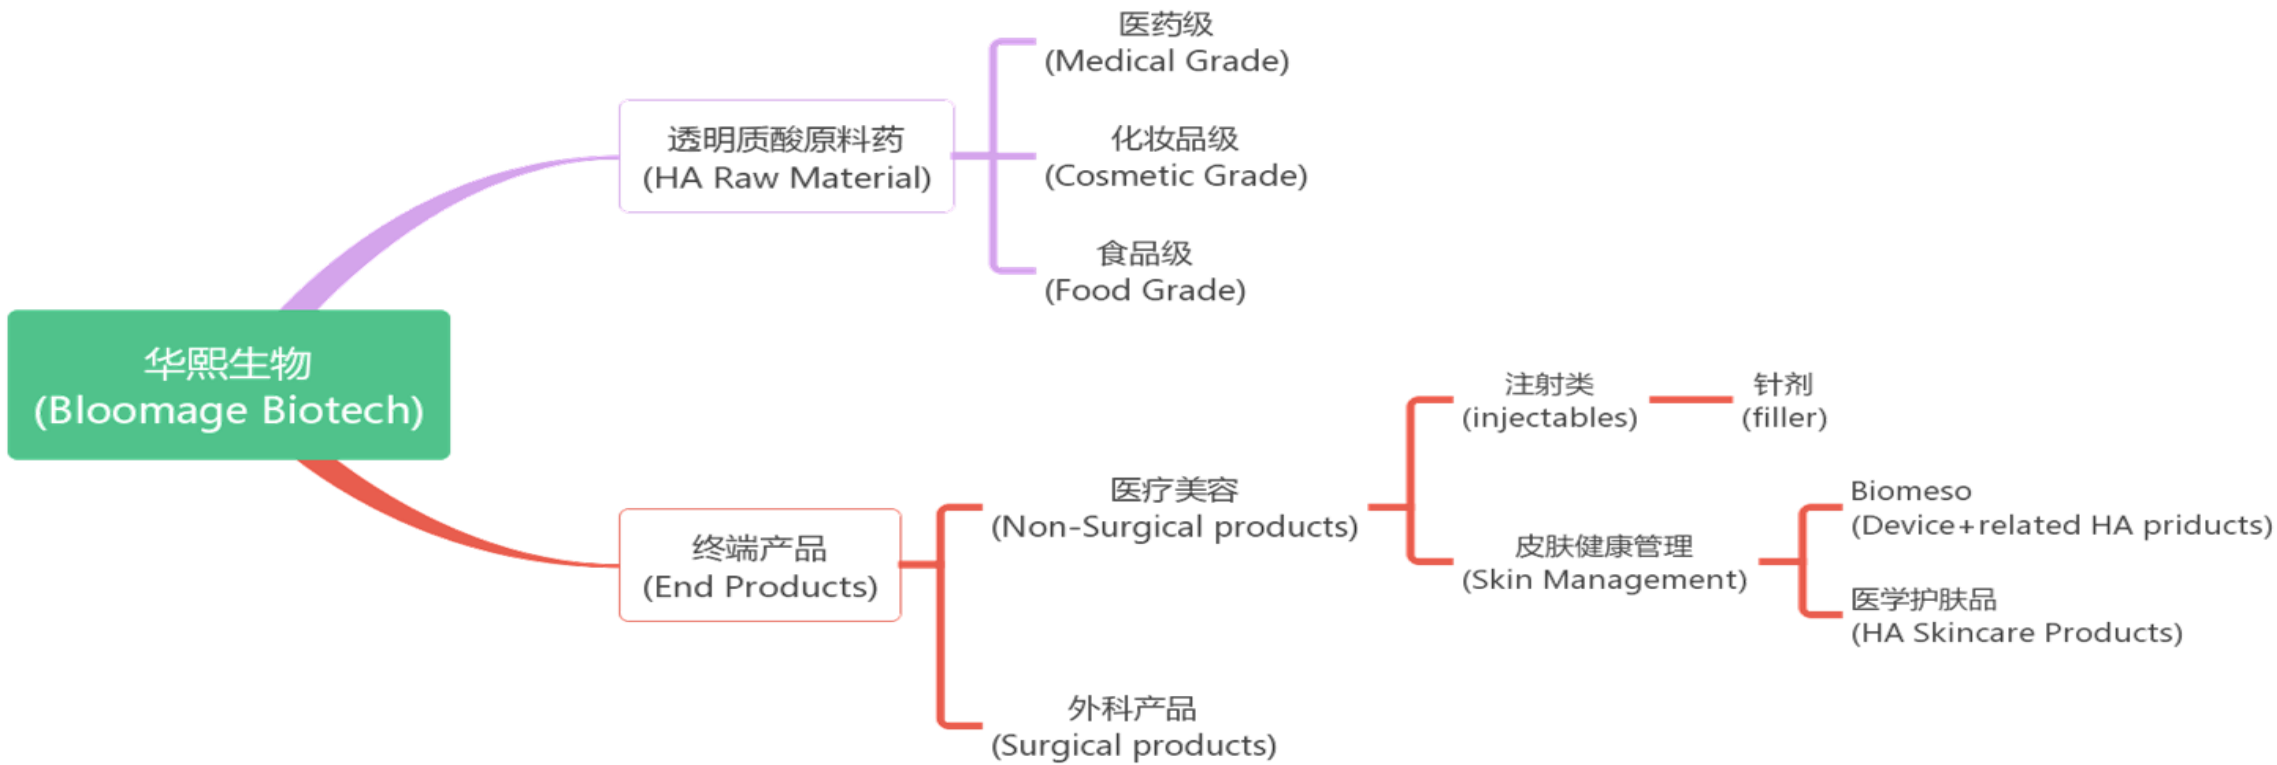 华熙生物
(Bloomage Biotech)
透明质酸原料药
(HA Raw Material)
医药级
(Medical Grade)
化妆品级
(Cosmetic Grade)
食品级
(Food Grade)
终端产品
(End Products)
医疗美容
(Non-Surgical products)
注射类
(injectables)
针剂
(filler)
皮肤健康管理
(Skin Management)
Biomeso
(Device+related HA priducts)
医学护肤品
(HA Skincare Products)
外科产品
(Surgical products)